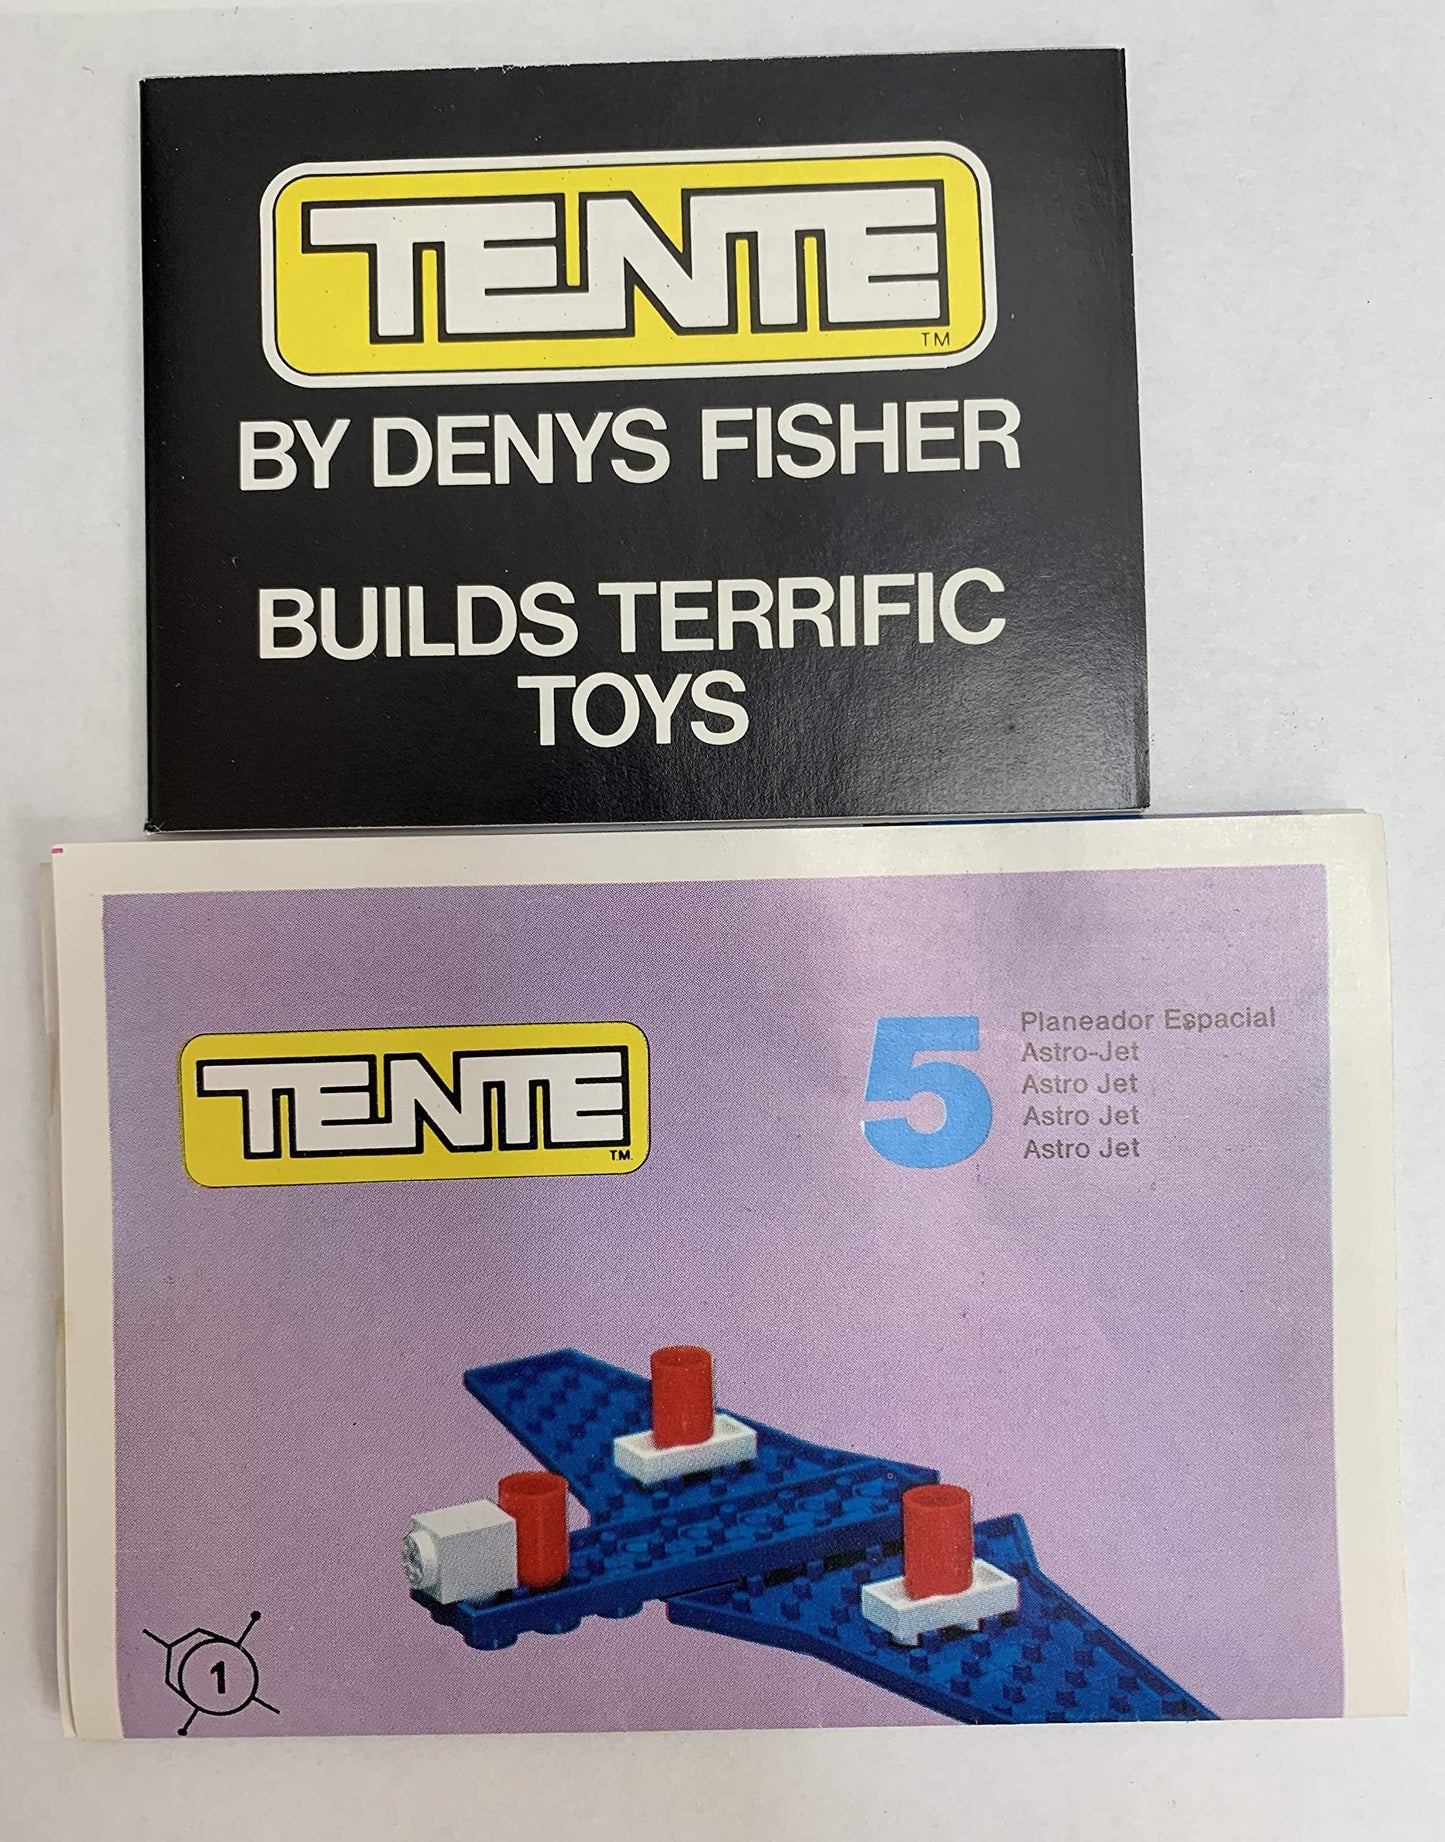 TENTE
TM
BY DENYS FISHER
BUILDS TERRIFIC
TOYS
TENTE
T.M.
5
Planeador Espacial
Astro-Jet
Astro Jet
Astro Jet
Astro Jet
1